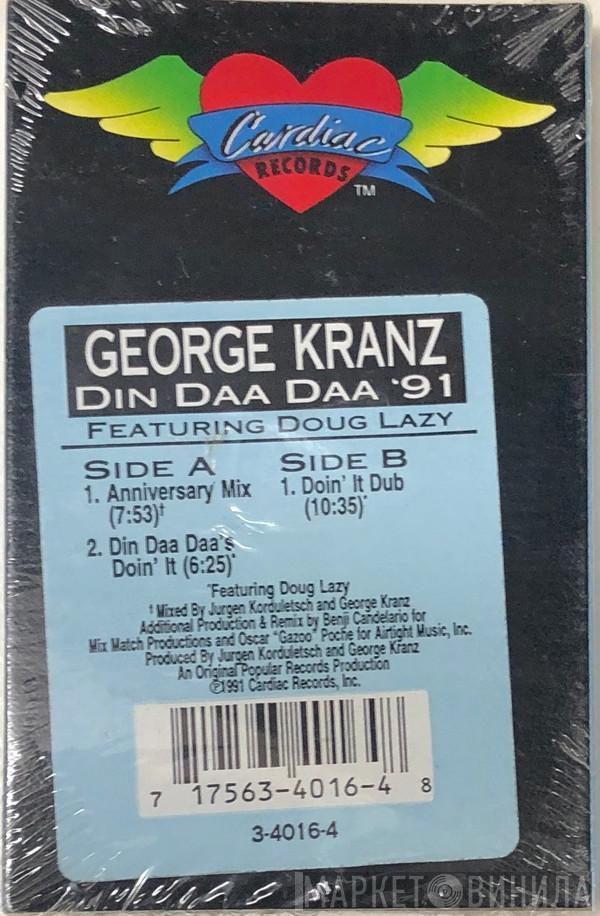 Cardiac
RECORDS
TM
GEORGE KRANZ
DIN DAA DAA '91
FEATURING DOUG LAZY
SIDE A
1. Anniversary Mix
(7:53)†
2. Din Daa Daa's
Doin' It (6:25)*
SIDE B
1. Doin' It Dub
(10:35)*
*Featuring Doug Lazy
† Mixed By Jurgen Korduletsch and George Kranz
Additional Production & Remix by Benji Candelario for
Mix Match Productions and Oscar "Gazoo" Poche for Airtight Music, Inc.
Produced By Jurgen Korduletsch and George Kranz
An Original Popular Records Production
℗1991 Cardiac Records, Inc.
7 17563-4016-4 8
3-4016-4
МАРКЕТ ВИНИЛА